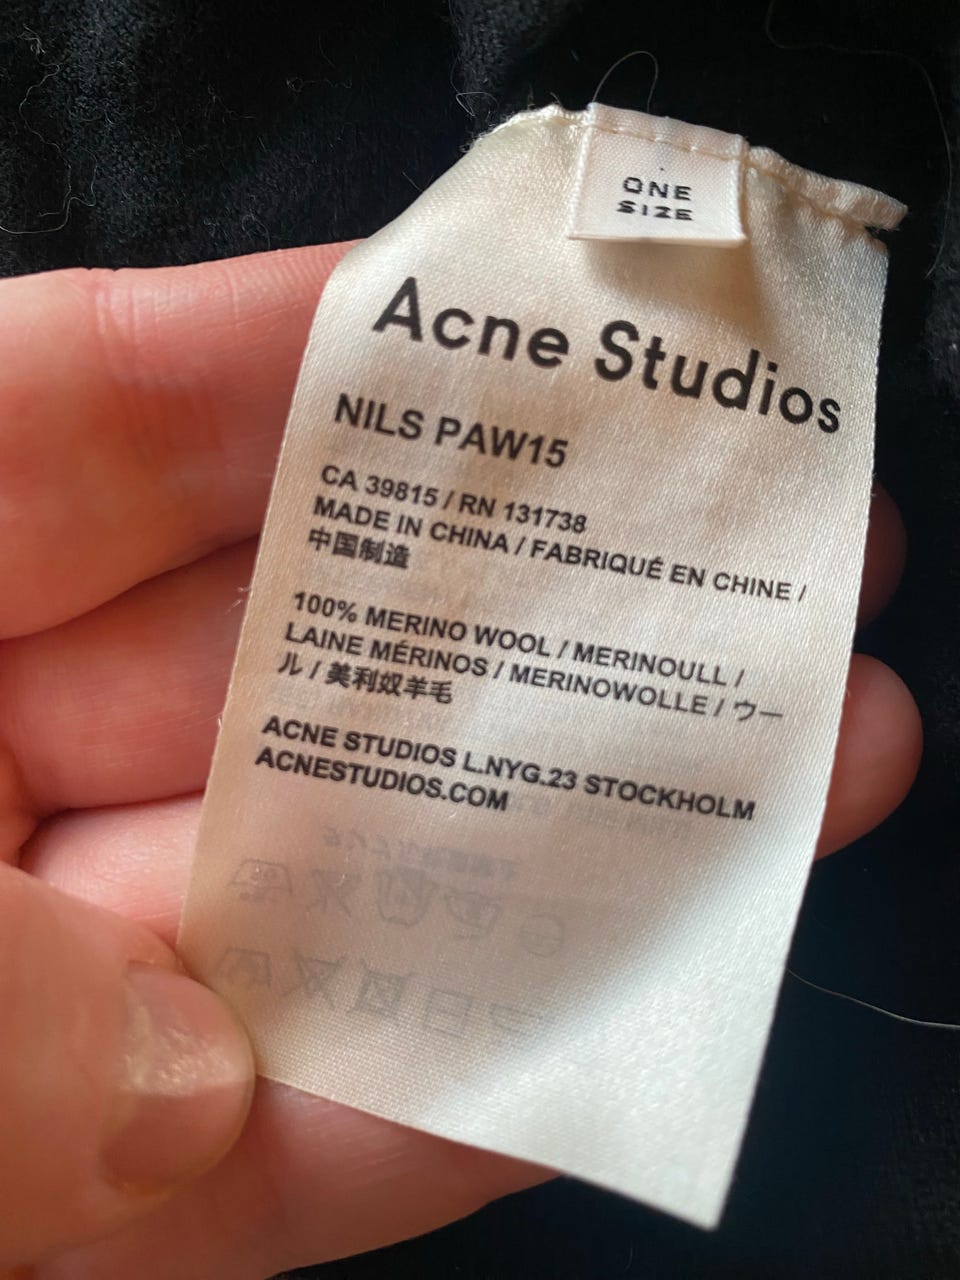 ONE
SIZE
Acne Studios
NILS PAW15
CA 39815 / RN 131738
MADE IN CHINA / FABRIQUÉ EN CHINE /
中国制造
100% MERINO WOOL / MERINOULL /
LAINE MÉRINOS / MERINOWOLLE / ウー
ル / 美利奴羊毛
ACNE STUDIOS L.NYG.23 STOCKHOLM
ACNESTUDIOS.COM